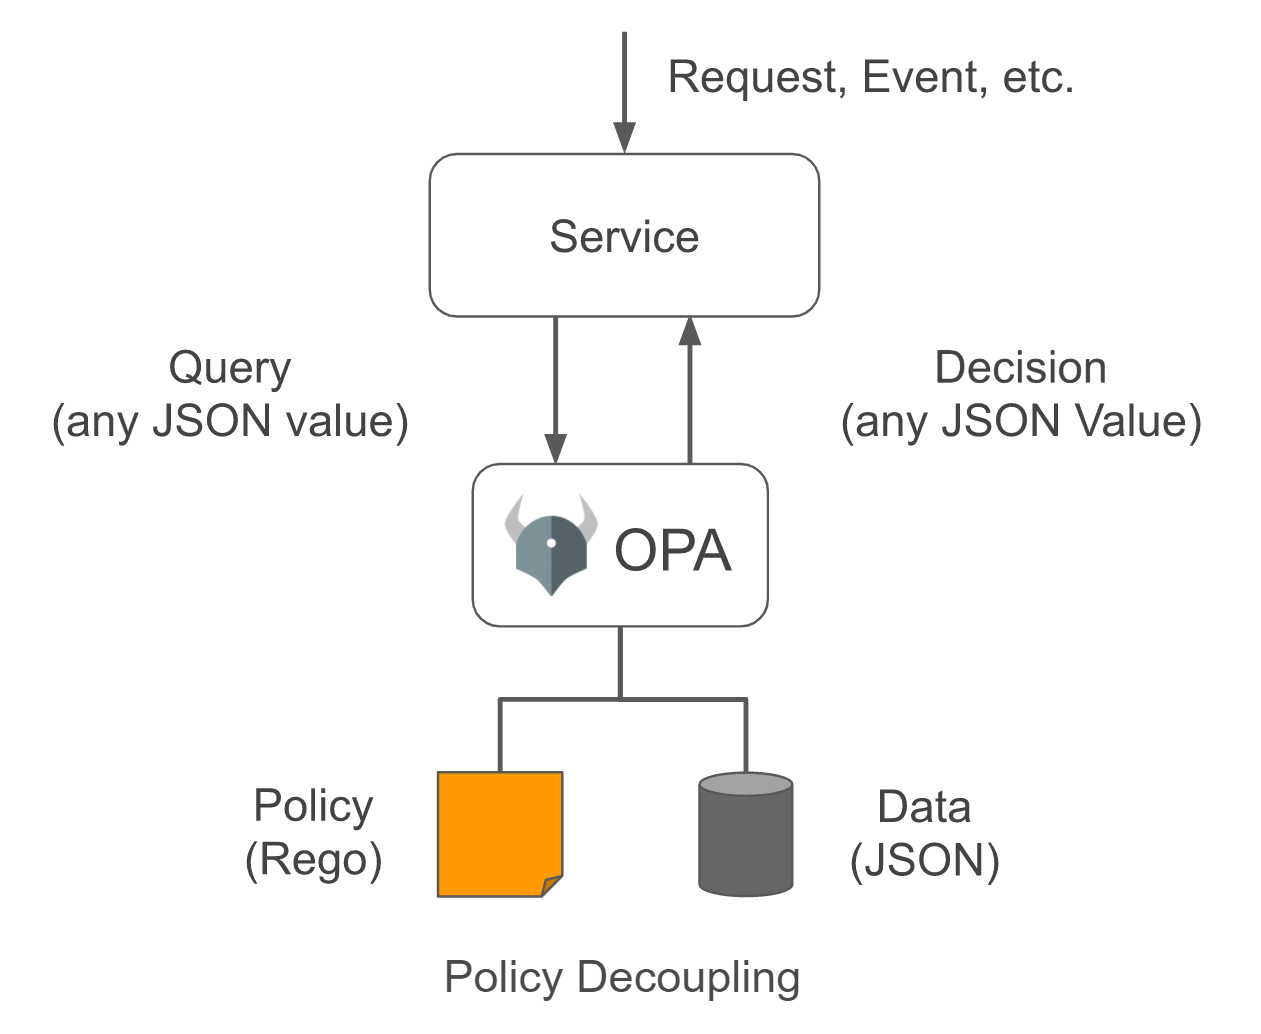 Request, Event, etc.
Service
Query
(any JSON value)
Decision
(any JSON Value)
OPA
Policy
(Rego)
Data
(JSON)
Policy Decoupling